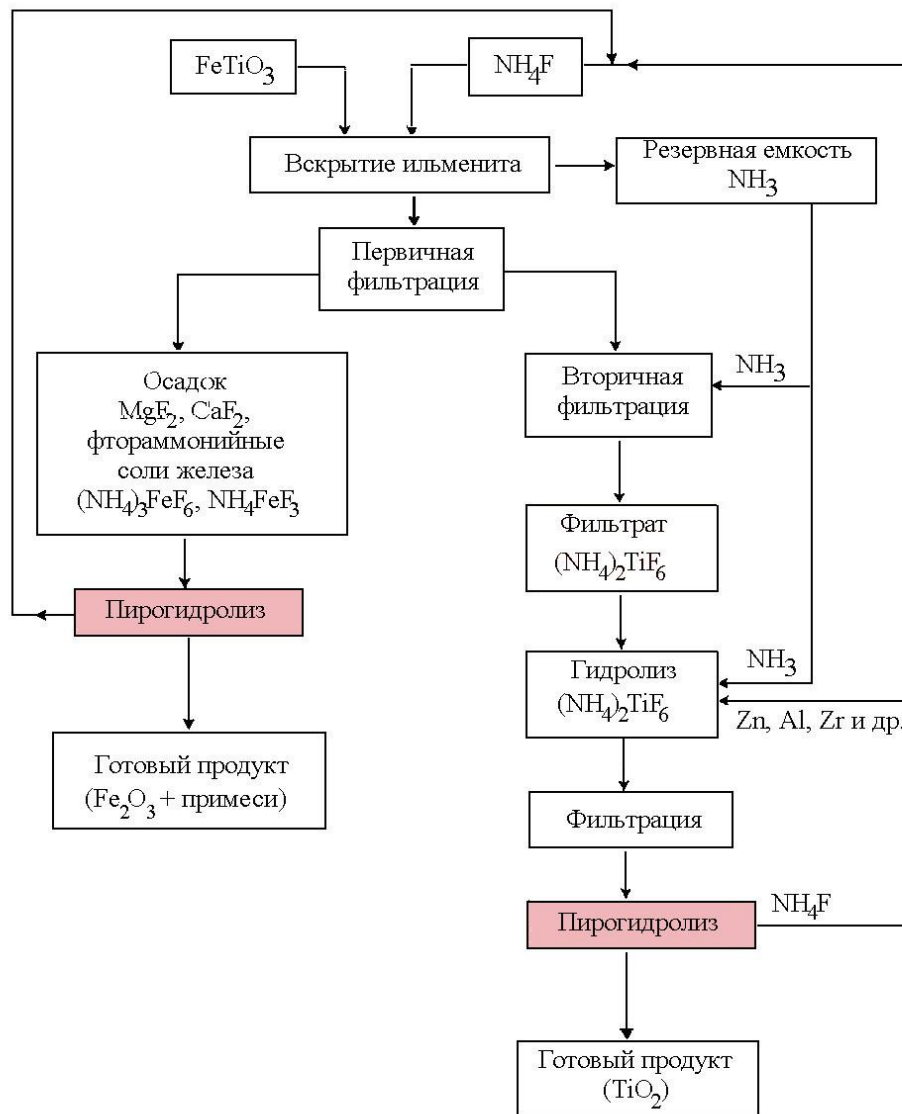 FeTiO3
NH4F
Вскрытие ильменита
Резервная емкость
NH3
Первичная
фильтрация
Осадок
MgF2, CaF2,
фтораммонийные
соли железа
(NH4)3FeF6, NH4FeF3
Вторичная
фильтрация
NH3
Фильтрат
(NH4)2TiF6
Пирогидролиз
Гидролиз
(NH4)2TiF6
NH3
Zn, Al, Zr и др.
Готовый продукт
(Fe2O3 + примеси)
Фильтрация
Пирогидролиз
NH4F
Готовый продукт
(TiO2)